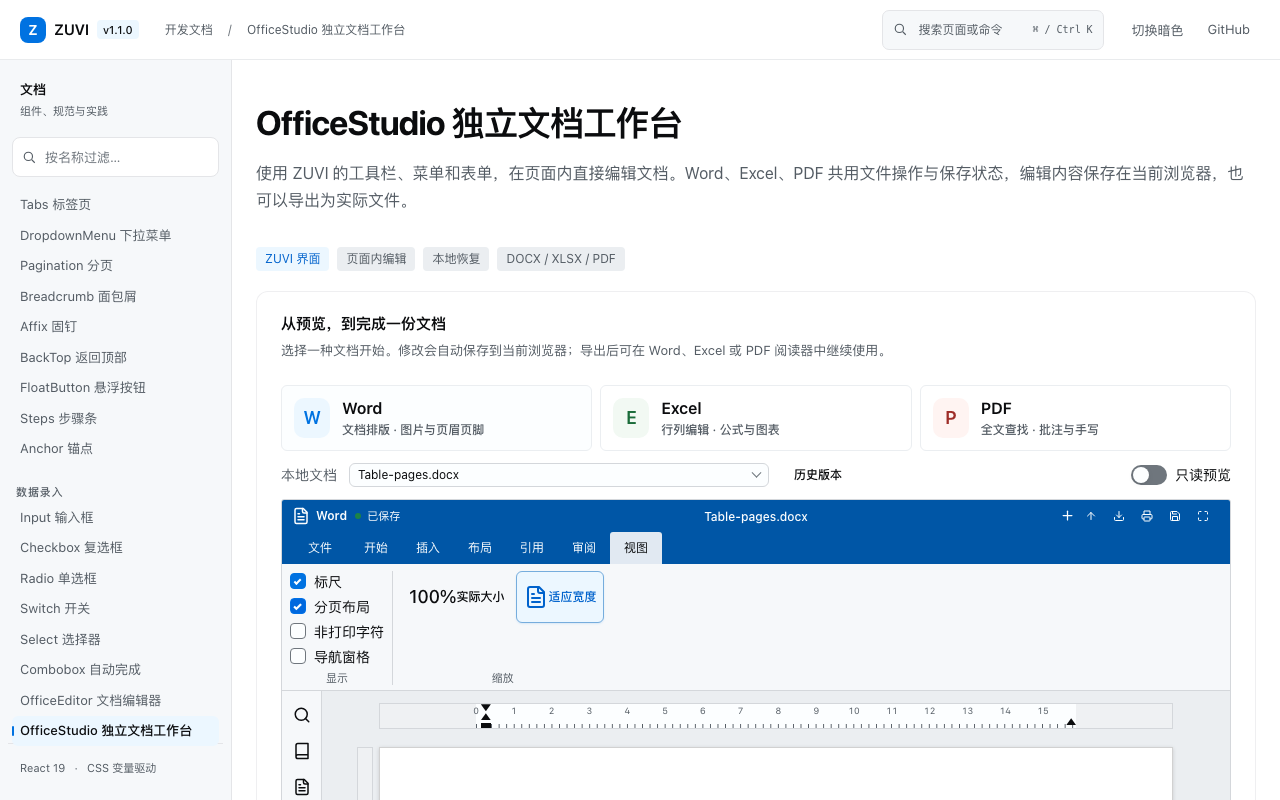 Z ZUVI v1.1.0 开发文档 / OfficeStudio 独立文档工作台 搜索页面或命令 ⌘ / Ctrl K 切换暗色 GitHub
文档
组件、规范与实践
按名称过滤...
Tabs 标签页
DropdownMenu 下拉菜单
Pagination 分页
Breadcrumb 面包屑
Affix 固钉
BackTop 返回顶部
FloatButton 悬浮按钮
Steps 步骤条
Anchor 锚点
数据录入
Input 输入框
Checkbox 复选框
Radio 单选框
Switch 开关
Select 选择器
Combobox 自动完成
OfficeEditor 文档编辑器
OfficeStudio 独立文档工作台
React 19 · CSS 变量驱动
OfficeStudio 独立文档工作台
使用 ZUVI 的工具栏、菜单和表单，在页面内直接编辑文档。Word、Excel、PDF 共用文件操作与保存状态，编辑内容保存在当前浏览器，也
可以导出为实际文件。
ZUVI 界面 页面内编辑 本地恢复 DOCX / XLSX / PDF
从预览，到完成一份文档
选择一种文档开始。修改会自动保存到当前浏览器；导出后可在 Word、Excel 或 PDF 阅读器中继续使用。
W Word
文档排版 · 图片与页眉页脚
E Excel
行列编辑 · 公式与图表
PDF
P 全文查找 · 批注与手写
本地文档 Table-pages.docx 历史版本 只读预览
Word 已保存 Table-pages.docx
文件 开始 插入 布局 引用 审阅 视图
标尺
分页布局
非打印字符
导航窗格
显示
100% 实际大小 适应宽度
缩放
0 1 2 3 4 5 6 7 8 9 10 11 12 13 14 15